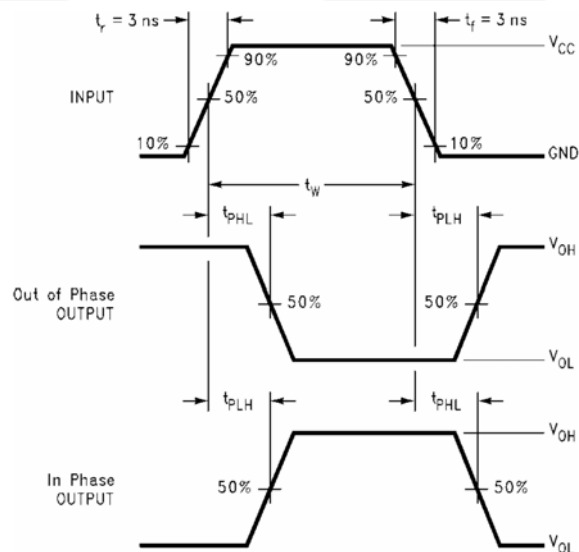 t_r = 3 ns
t_f = 3 ns
V_CC
90%
90%
INPUT
50%
50%
10%
10%
GND
t_W
t_PHL
t_PLH
V_OH
Out of Phase
OUTPUT
50%
50%
V_OL
t_PLH
t_PHL
V_OH
In Phase
OUTPUT
50%
50%
V_OL